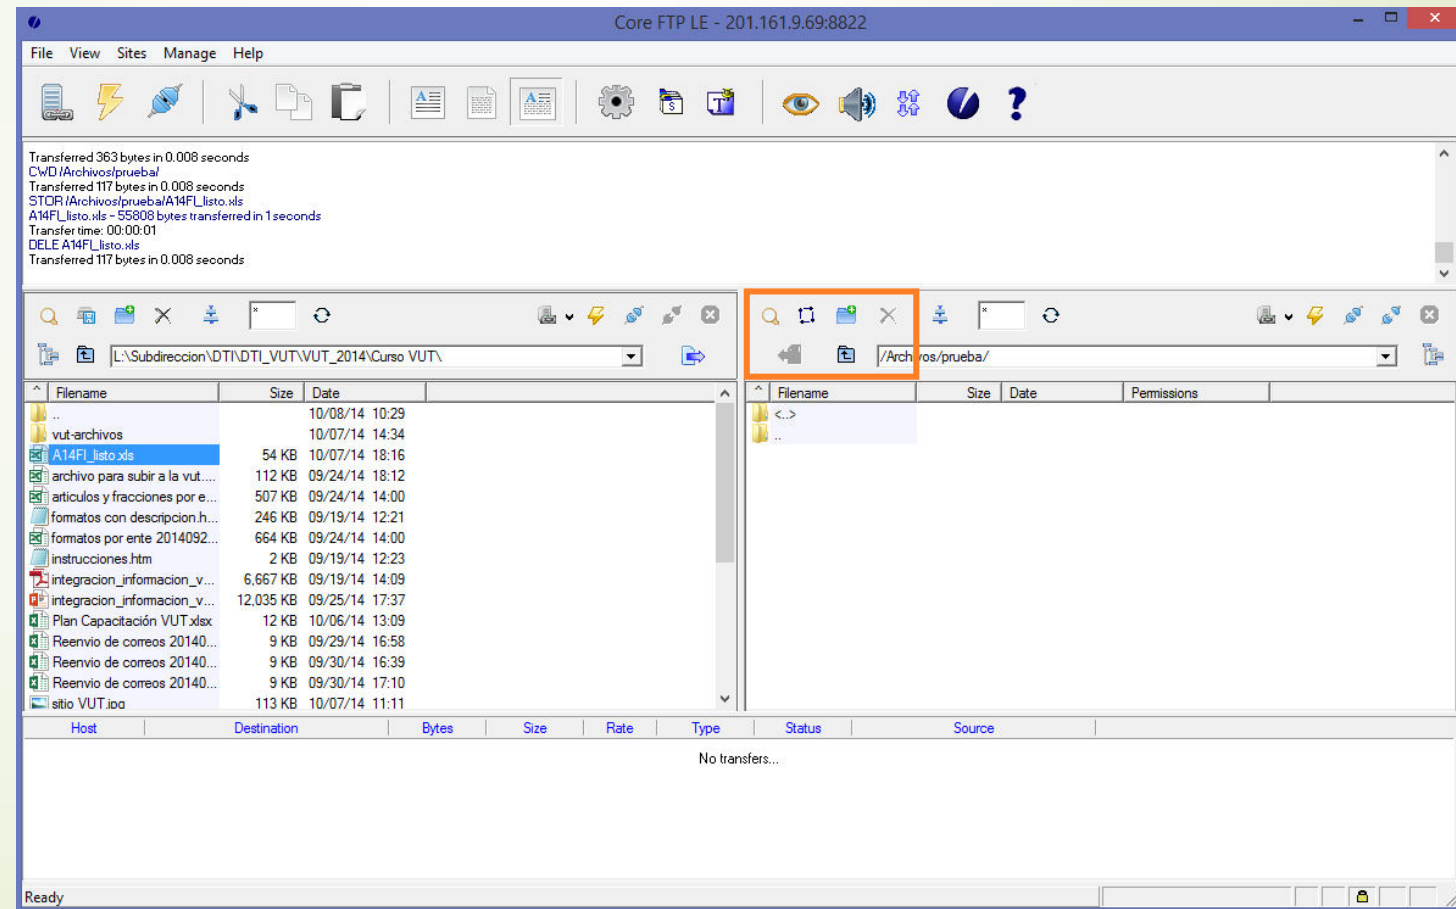 Core FTP LE - 201.161.9.69:8822
File View Sites Manage Help
Transferred 363 bytes in 0.008 seconds
CWD /Archivos/prueba/
Transferred 117 bytes in 0.008 seconds
STOR /Archivos/prueba/A14FI_listo.xls
A14FI_listo.xls - 55808 bytes transferred in 1 seconds
Transfer time: 00:00:01
DELE A14FI_listo.xls
Transferred 117 bytes in 0.008 seconds
L:\Subdireccion\DTI\DTI_VUT\VUT_2014\Curso VUT\
/Archivos/prueba/
Filename Size Date
.. 10/08/14 10:29
vut-archivos 10/07/14 14:34
A14FI_listo.xls 54 KB 10/07/14 18:16
archivo para subir a la vut.... 112 KB 09/24/14 18:12
articulos y fracciones por e... 507 KB 09/24/14 14:00
formatos con descripcion.h... 246 KB 09/19/14 12:21
formatos por ente 2014092... 664 KB 09/24/14 14:00
instrucciones.htm 2 KB 09/19/14 12:23
integracion_informacion_v... 6,667 KB 09/19/14 14:09
integracion_informacion_v... 12,035 KB 09/25/14 17:37
Plan Capacitación VUT.xlsx 12 KB 10/06/14 13:09
Reenvio de correos 20140... 9 KB 09/29/14 16:58
Reenvio de correos 20140... 9 KB 09/30/14 16:39
Reenvio de correos 20140... 9 KB 09/30/14 17:10
sitio VUT.jpg 113 KB 10/07/14 11:11
Filename Size Date Permissions
<..>
..
Host Destination Bytes Size Rate Type Status Source
No transfers...
Ready